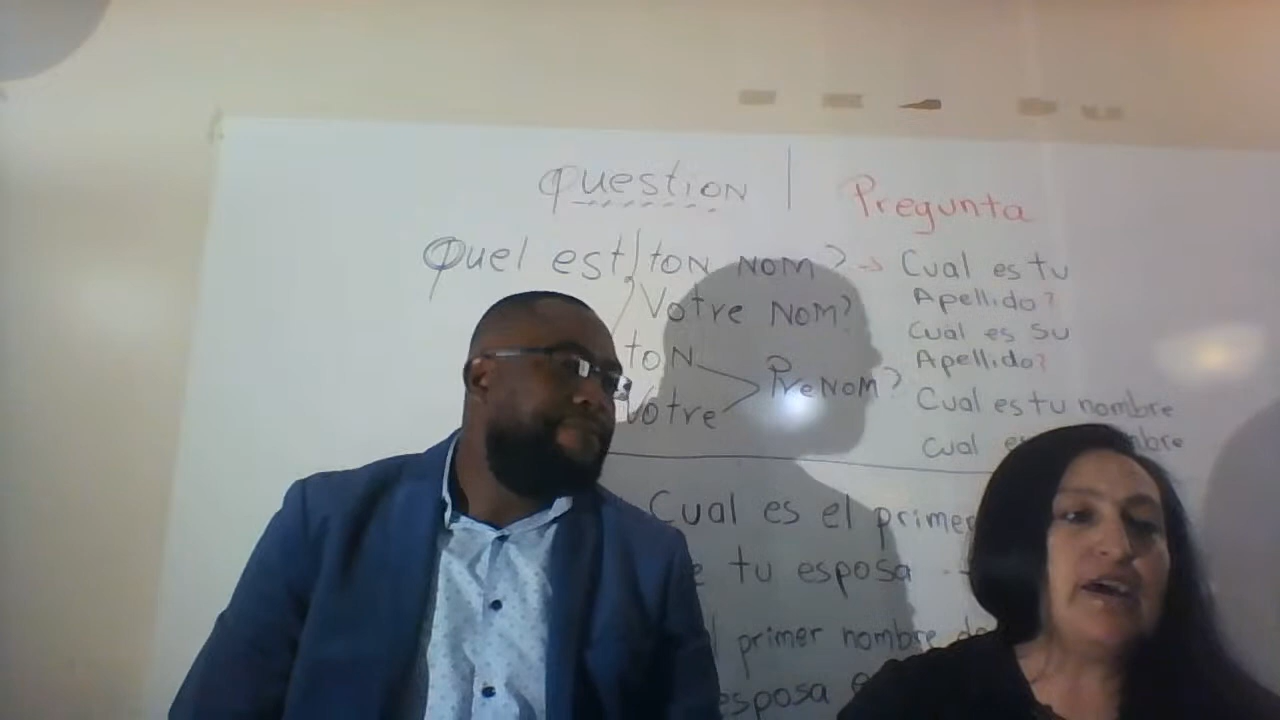 Question | Pregunta
Quel est ton NOM? → Cual es tu
Apellido?
Votre NOM? Cual es su
Apellido?
toN
Votre PreNOM? Cual es tu nombre
Cual
Cual es el primer
tu esposa
primer nombre
esposa